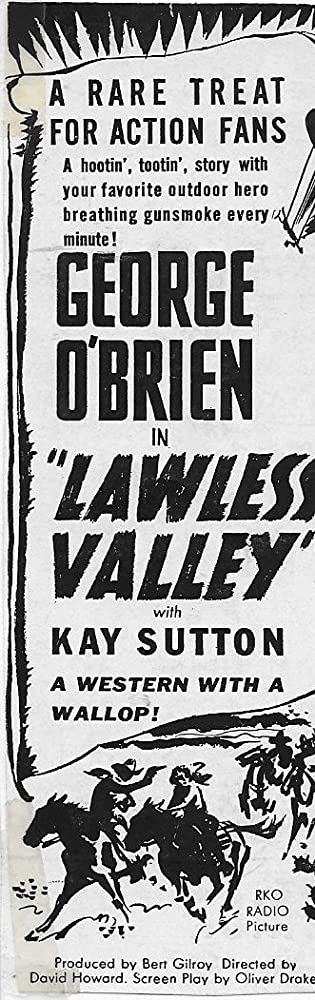 A RARE TREAT
FOR ACTION FANS
A hootin', tootin', story with
your favorite outdoor hero
breathing gunsmoke every
minute!
GEORGE
O'BRIEN
IN
"LAWLESS
VALLEY"
with
KAY SUTTON
A WESTERN WITH A
WALLOP!
RKO
RADIO
Picture
Produced by Bert Gilroy Directed by
David Howard. Screen Play by Oliver Drake